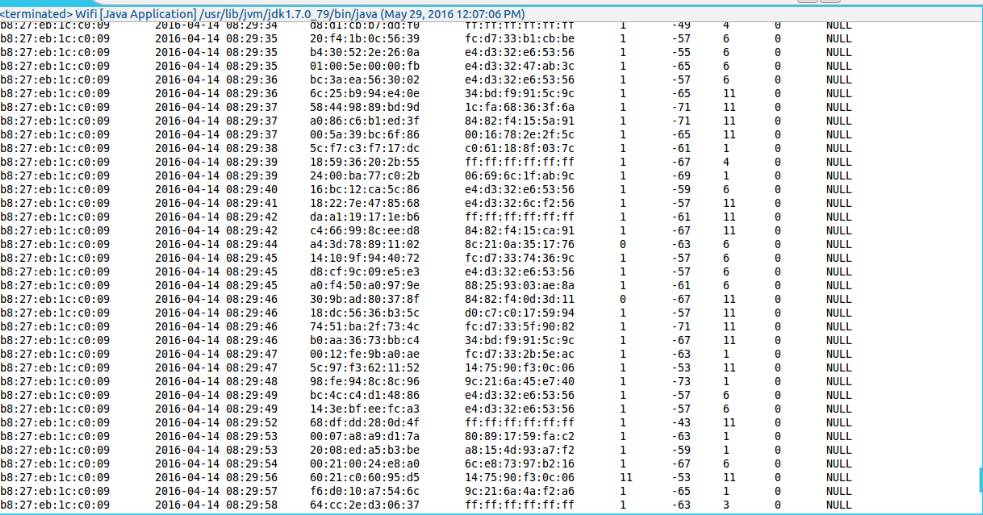 <terminated> Wifi [Java Application] /usr/lib/jvm/jdk1.7.0_79/bin/java (May 29, 2016 12:07:06 PM)
b8:27:eb:1c:c0:09 2016-04-14 08:29:34 d8:d1:cb:b7:dd:f0 ff:ff:ff:ff:ff:ff 1 -49 4 0 NULL
b8:27:eb:1c:c0:09 2016-04-14 08:29:35 20:f4:1b:0c:56:39 fc:d7:33:b1:cb:be 1 -57 6 0 NULL
b8:27:eb:1c:c0:09 2016-04-14 08:29:35 b4:30:52:2e:26:0a e4:d3:32:e6:53:56 1 -55 6 0 NULL
b8:27:eb:1c:c0:09 2016-04-14 08:29:35 01:00:5e:00:00:fb e4:d3:32:47:ab:3c 1 -65 6 0 NULL
b8:27:eb:1c:c0:09 2016-04-14 08:29:36 bc:3a:ea:56:30:02 e4:d3:32:e6:53:56 1 -57 6 0 NULL
b8:27:eb:1c:c0:09 2016-04-14 08:29:36 6c:25:b9:94:e4:0e 34:bd:f9:91:5c:9c 1 -65 11 0 NULL
b8:27:eb:1c:c0:09 2016-04-14 08:29:37 58:44:98:89:bd:9d 1c:fa:68:36:3f:6a 1 -71 11 0 NULL
b8:27:eb:1c:c0:09 2016-04-14 08:29:37 a0:86:c6:b1:ed:3f 84:82:f4:15:5a:91 1 -71 11 0 NULL
b8:27:eb:1c:c0:09 2016-04-14 08:29:37 00:5a:39:bc:6f:86 00:16:78:2e:2f:5c 1 -65 11 0 NULL
b8:27:eb:1c:c0:09 2016-04-14 08:29:38 5c:f7:c3:f7:17:dc c0:61:18:8f:03:7c 1 -61 1 0 NULL
b8:27:eb:1c:c0:09 2016-04-14 08:29:39 18:59:36:20:2b:55 ff:ff:ff:ff:ff:ff 1 -67 4 0 NULL
b8:27:eb:1c:c0:09 2016-04-14 08:29:39 24:00:ba:77:c0:2b 06:69:6c:1f:ab:9c 1 -69 1 0 NULL
b8:27:eb:1c:c0:09 2016-04-14 08:29:40 16:bc:12:ca:5c:86 e4:d3:32:e6:53:56 1 -59 6 0 NULL
b8:27:eb:1c:c0:09 2016-04-14 08:29:41 18:22:7e:47:85:68 e4:d3:32:6c:f2:56 1 -57 11 0 NULL
b8:27:eb:1c:c0:09 2016-04-14 08:29:42 da:a1:19:17:1e:b6 ff:ff:ff:ff:ff:ff 1 -61 11 0 NULL
b8:27:eb:1c:c0:09 2016-04-14 08:29:42 c4:66:99:8c:ee:d8 84:82:f4:15:ca:91 1 -67 11 0 NULL
b8:27:eb:1c:c0:09 2016-04-14 08:29:44 a4:3d:78:89:11:02 8c:21:0a:35:17:76 0 -63 6 0 NULL
b8:27:eb:1c:c0:09 2016-04-14 08:29:45 14:10:9f:94:40:72 fc:d7:33:74:36:9c 1 -57 6 0 NULL
b8:27:eb:1c:c0:09 2016-04-14 08:29:45 d8:cf:9c:09:e5:e3 e4:d3:32:e6:53:56 1 -57 6 0 NULL
b8:27:eb:1c:c0:09 2016-04-14 08:29:45 a0:f4:50:a0:97:9e 88:25:93:03:ae:8a 1 -61 6 0 NULL
b8:27:eb:1c:c0:09 2016-04-14 08:29:46 30:9b:ad:80:37:8f 84:82:f4:0d:3d:11 0 -67 11 0 NULL
b8:27:eb:1c:c0:09 2016-04-14 08:29:46 18:dc:56:36:b3:5c d0:c7:c0:17:59:94 1 -57 11 0 NULL
b8:27:eb:1c:c0:09 2016-04-14 08:29:46 74:51:ba:2f:73:4c fc:d7:33:5f:90:82 1 -71 11 0 NULL
b8:27:eb:1c:c0:09 2016-04-14 08:29:46 b0:aa:36:73:bb:c4 34:bd:f9:91:5c:9c 1 -67 11 0 NULL
b8:27:eb:1c:c0:09 2016-04-14 08:29:47 00:12:fe:9b:a0:ae fc:d7:33:2b:5e:ac 1 -63 1 0 NULL
b8:27:eb:1c:c0:09 2016-04-14 08:29:47 5c:97:f3:62:11:52 14:75:90:f3:0c:06 1 -53 11 0 NULL
b8:27:eb:1c:c0:09 2016-04-14 08:29:48 98:fe:94:8c:8c:96 9c:21:6a:45:e7:40 1 -73 1 0 NULL
b8:27:eb:1c:c0:09 2016-04-14 08:29:49 bc:4c:c4:d1:48:86 e4:d3:32:e6:53:56 1 -57 6 0 NULL
b8:27:eb:1c:c0:09 2016-04-14 08:29:49 14:3e:bf:ee:fc:a3 e4:d3:32:e6:53:56 1 -57 6 0 NULL
b8:27:eb:1c:c0:09 2016-04-14 08:29:52 68:df:dd:28:0d:4f ff:ff:ff:ff:ff:ff 1 -43 11 0 NULL
b8:27:eb:1c:c0:09 2016-04-14 08:29:53 00:07:a8:a9:d1:7a 80:89:17:59:fa:c2 1 -63 1 0 NULL
b8:27:eb:1c:c0:09 2016-04-14 08:29:53 20:08:ed:a5:b3:be a8:15:4d:93:a7:f2 1 -59 1 0 NULL
b8:27:eb:1c:c0:09 2016-04-14 08:29:54 00:21:00:24:e8:a0 6c:e8:73:97:b2:16 1 -67 6 0 NULL
b8:27:eb:1c:c0:09 2016-04-14 08:29:56 60:21:c0:60:95:d5 14:75:90:f3:0c:06 11 -53 11 0 NULL
b8:27:eb:1c:c0:09 2016-04-14 08:29:57 f6:d0:10:a7:54:6c 9c:21:6a:4a:f2:a6 1 -65 1 0 NULL
b8:27:eb:1c:c0:09 2016-04-14 08:29:58 64:cc:2e:d3:06:37 ff:ff:ff:ff:ff:ff 1 -63 3 0 NULL